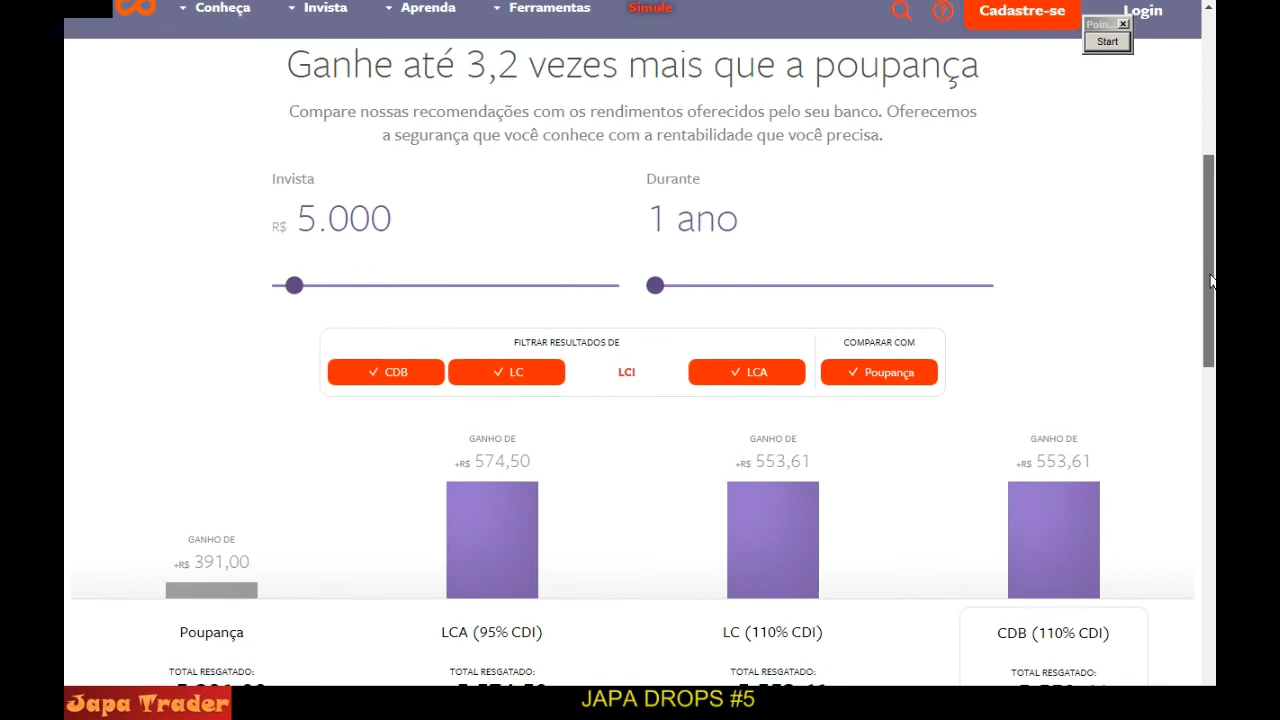 Conheça
Invista
Aprenda
Ferramentas
Simule
Cadastre-se
Login
Poin...
Start
Ganhe até 3,2 vezes mais que a poupança
Compare nossas recomendações com os rendimentos oferecidos pelo seu banco. Oferecemos
a segurança que você conhece com a rentabilidade que você precisa.
Invista
Durante
R$ 5.000
1 ano
FILTRAR RESULTADOS DE
COMPARAR COM
CDB
LC
LCI
LCA
Poupança
GANHO DE
+R$ 391,00
GANHO DE
+R$ 574,50
GANHO DE
+R$ 553,61
GANHO DE
+R$ 553,61
Poupança
LCA (95% CDI)
LC (110% CDI)
CDB (110% CDI)
TOTAL RESGATADO:
TOTAL RESGATADO:
TOTAL RESGATADO:
TOTAL RESGATADO:
Japa Trader
JAPA DROPS #5